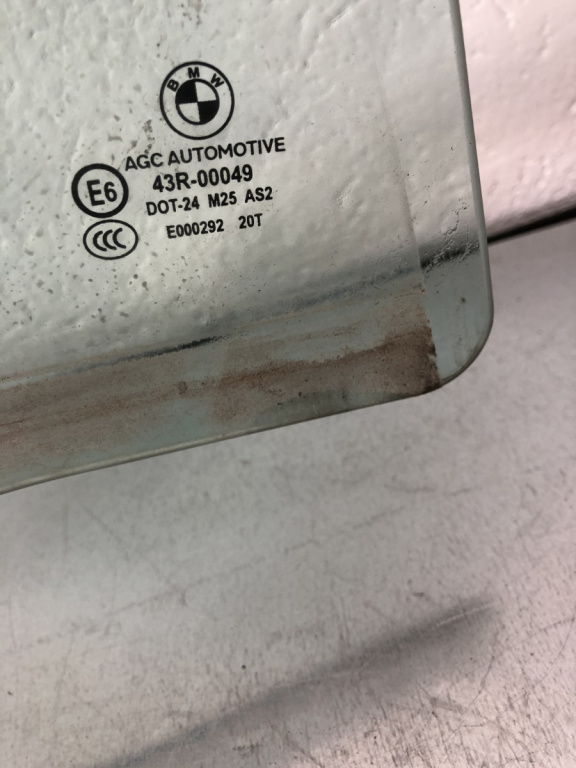 BMW
AGC AUTOMOTIVE
E6 43R-00049
DOT-24 M25 AS2
CCC E000292 20T